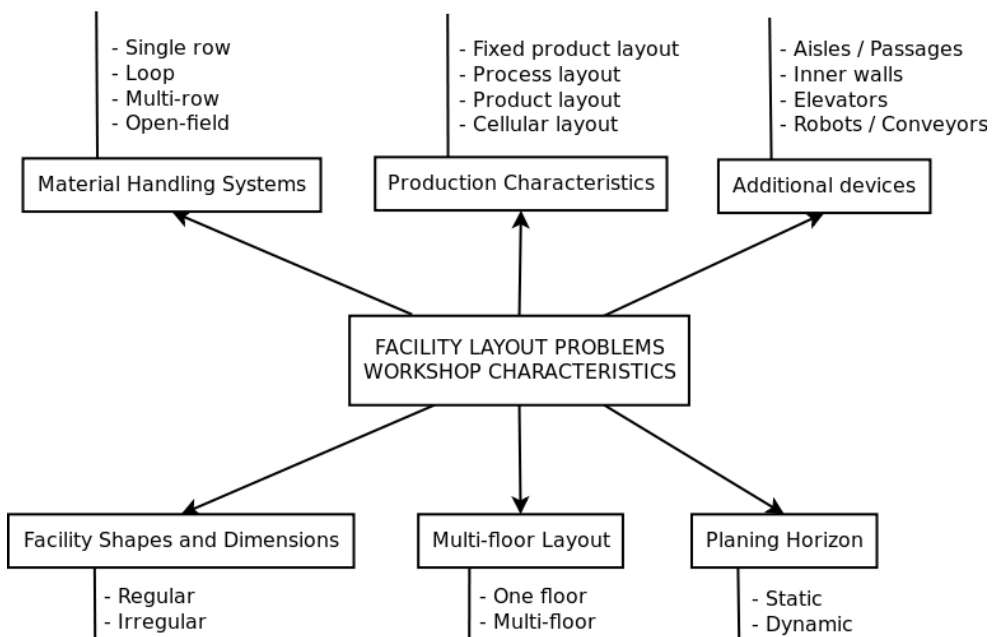 - Single row
- Loop
- Multi-row
- Open-field
Material Handling Systems
- Fixed product layout
- Process layout
- Product layout
- Cellular layout
Production Characteristics
- Aisles / Passages
- Inner walls
- Elevators
- Robots / Conveyors
Additional devices
FACILITY LAYOUT PROBLEMS
WORKSHOP CHARACTERISTICS
Facility Shapes and Dimensions
- Regular
- Irregular
Multi-floor Layout
- One floor
- Multi-floor
Planing Horizon
- Static
- Dynamic